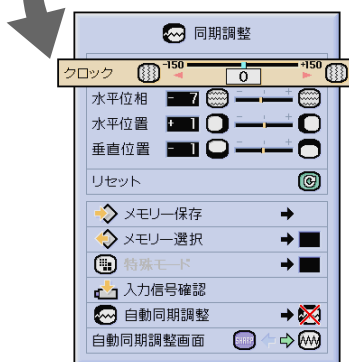 同期調整
クロック -150 0 +150
水平位相 - 7 - +
水平位置 + 1 - +
垂直位置 - 1 - +
リセット
メモリー保存
メモリー選択
特殊モード
入力信号確認
自動同期調整
自動同期調整画面 SHARP